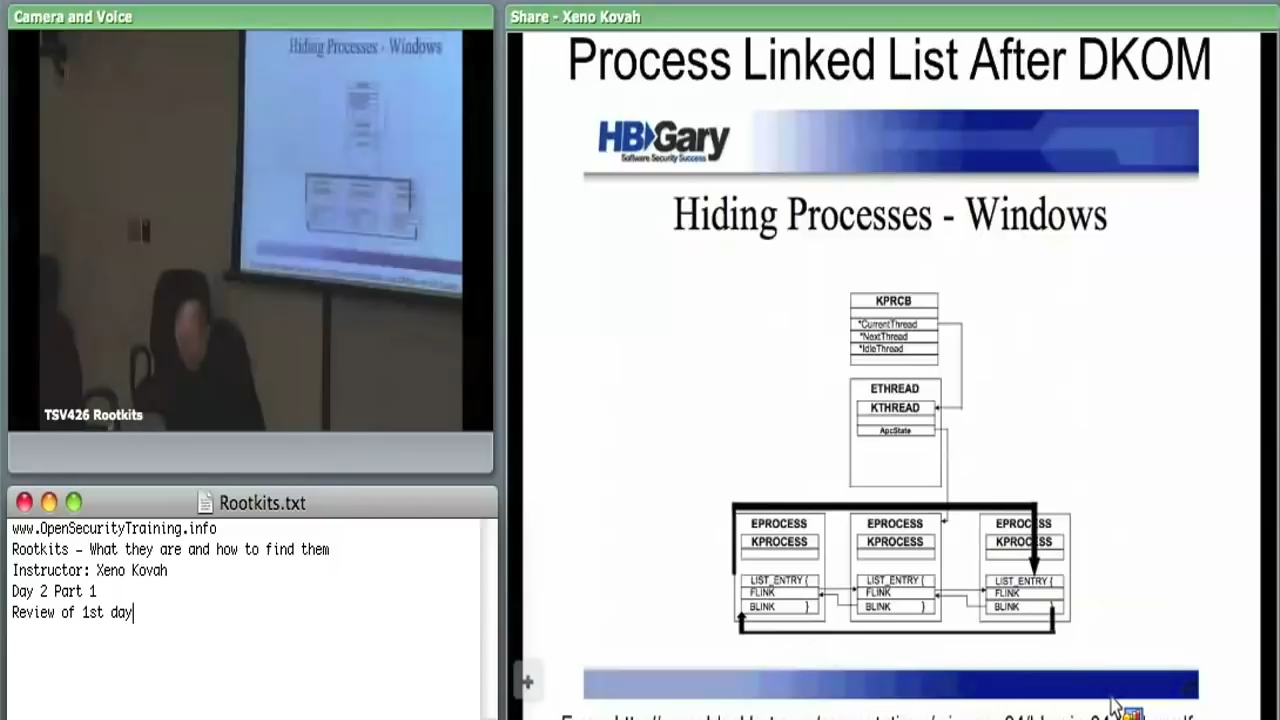 Camera and Voice
Hiding Processes - Windows
TSV426 Rootkits
Rootkits.txt
www.OpenSecurityTraining.info
Rootkits - What they are and how to find them
Instructor: Xeno Kovah
Day 2 Part 1
Review of 1st day
Share - Xeno Kovah
Process Linked List After DKOM
HBGary
Software Security Success
Hiding Processes - Windows
KPRCB
*CurrentThread
*NextThread
*IdleThread
ETHREAD
KTHREAD
ApcState
EPROCESS EPROCESS EPROCESS
KPROCESS KPROCESS KPROCESS
LIST_ENTRY { LIST_ENTRY { LIST_ENTRY {
FLINK FLINK FLINK
BLINK } BLINK } BLINK }